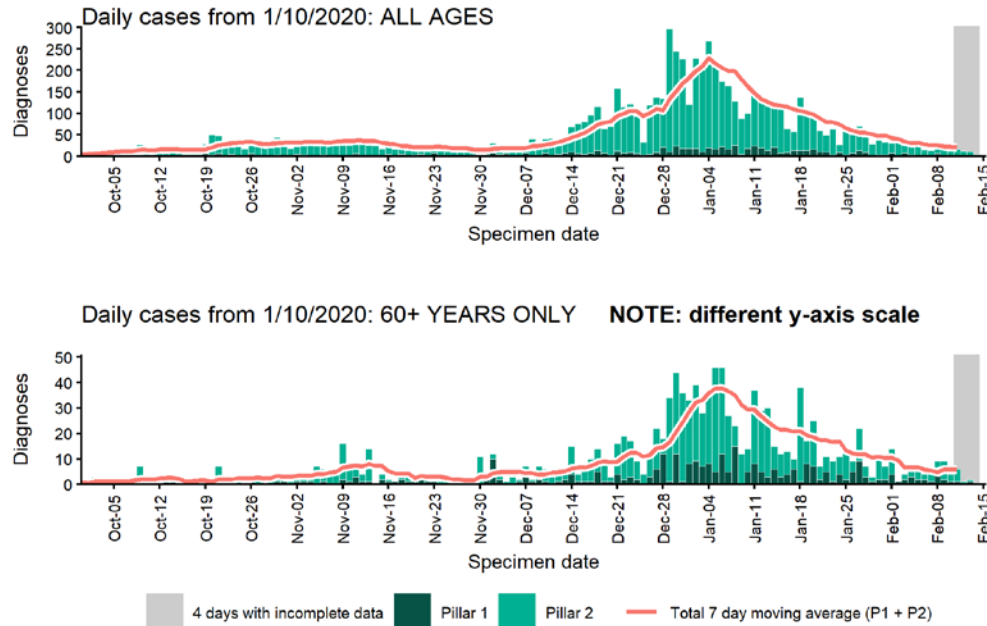 Daily cases from 1/10/2020: ALL AGES
300
250
200
150
100
50
0
Diagnoses
Oct-05
Oct-12
Oct-19
Oct-26
Nov-02
Nov-09
Nov-16
Nov-23
Nov-30
Dec-07
Dec-14
Dec-21
Dec-28
Jan-04
Jan-11
Jan-18
Jan-25
Feb-01
Feb-08
Feb-15
Specimen date
Daily cases from 1/10/2020: 60+ YEARS ONLY NOTE: different y-axis scale
50
40
30
20
10
0
Diagnoses
Oct-05
Oct-12
Oct-19
Oct-26
Nov-02
Nov-09
Nov-16
Nov-23
Nov-30
Dec-07
Dec-14
Dec-21
Dec-28
Jan-04
Jan-11
Jan-18
Jan-25
Feb-01
Feb-08
Feb-15
Specimen date
4 days with incomplete data Pillar 1 Pillar 2 Total 7 day moving average (P1 + P2)